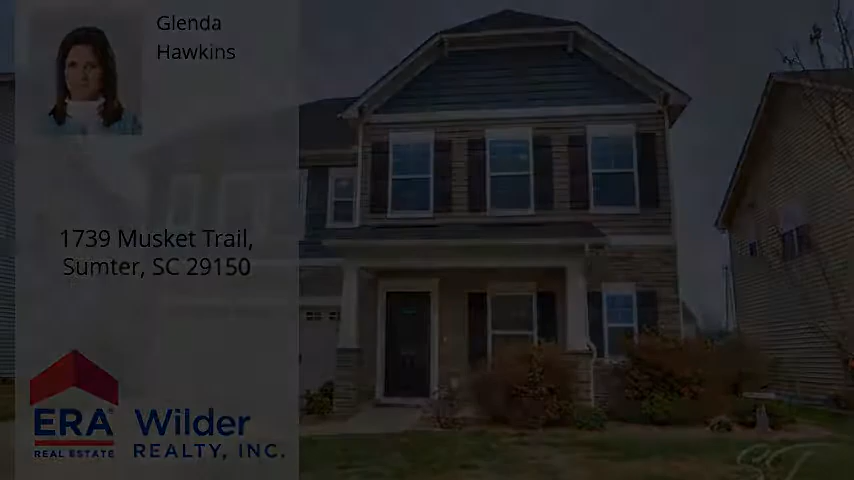 Glenda
Hawkins
1739 Musket Trail,
Sumter, SC 29150
ERA
REAL ESTATE
Wilder
REALTY, INC.